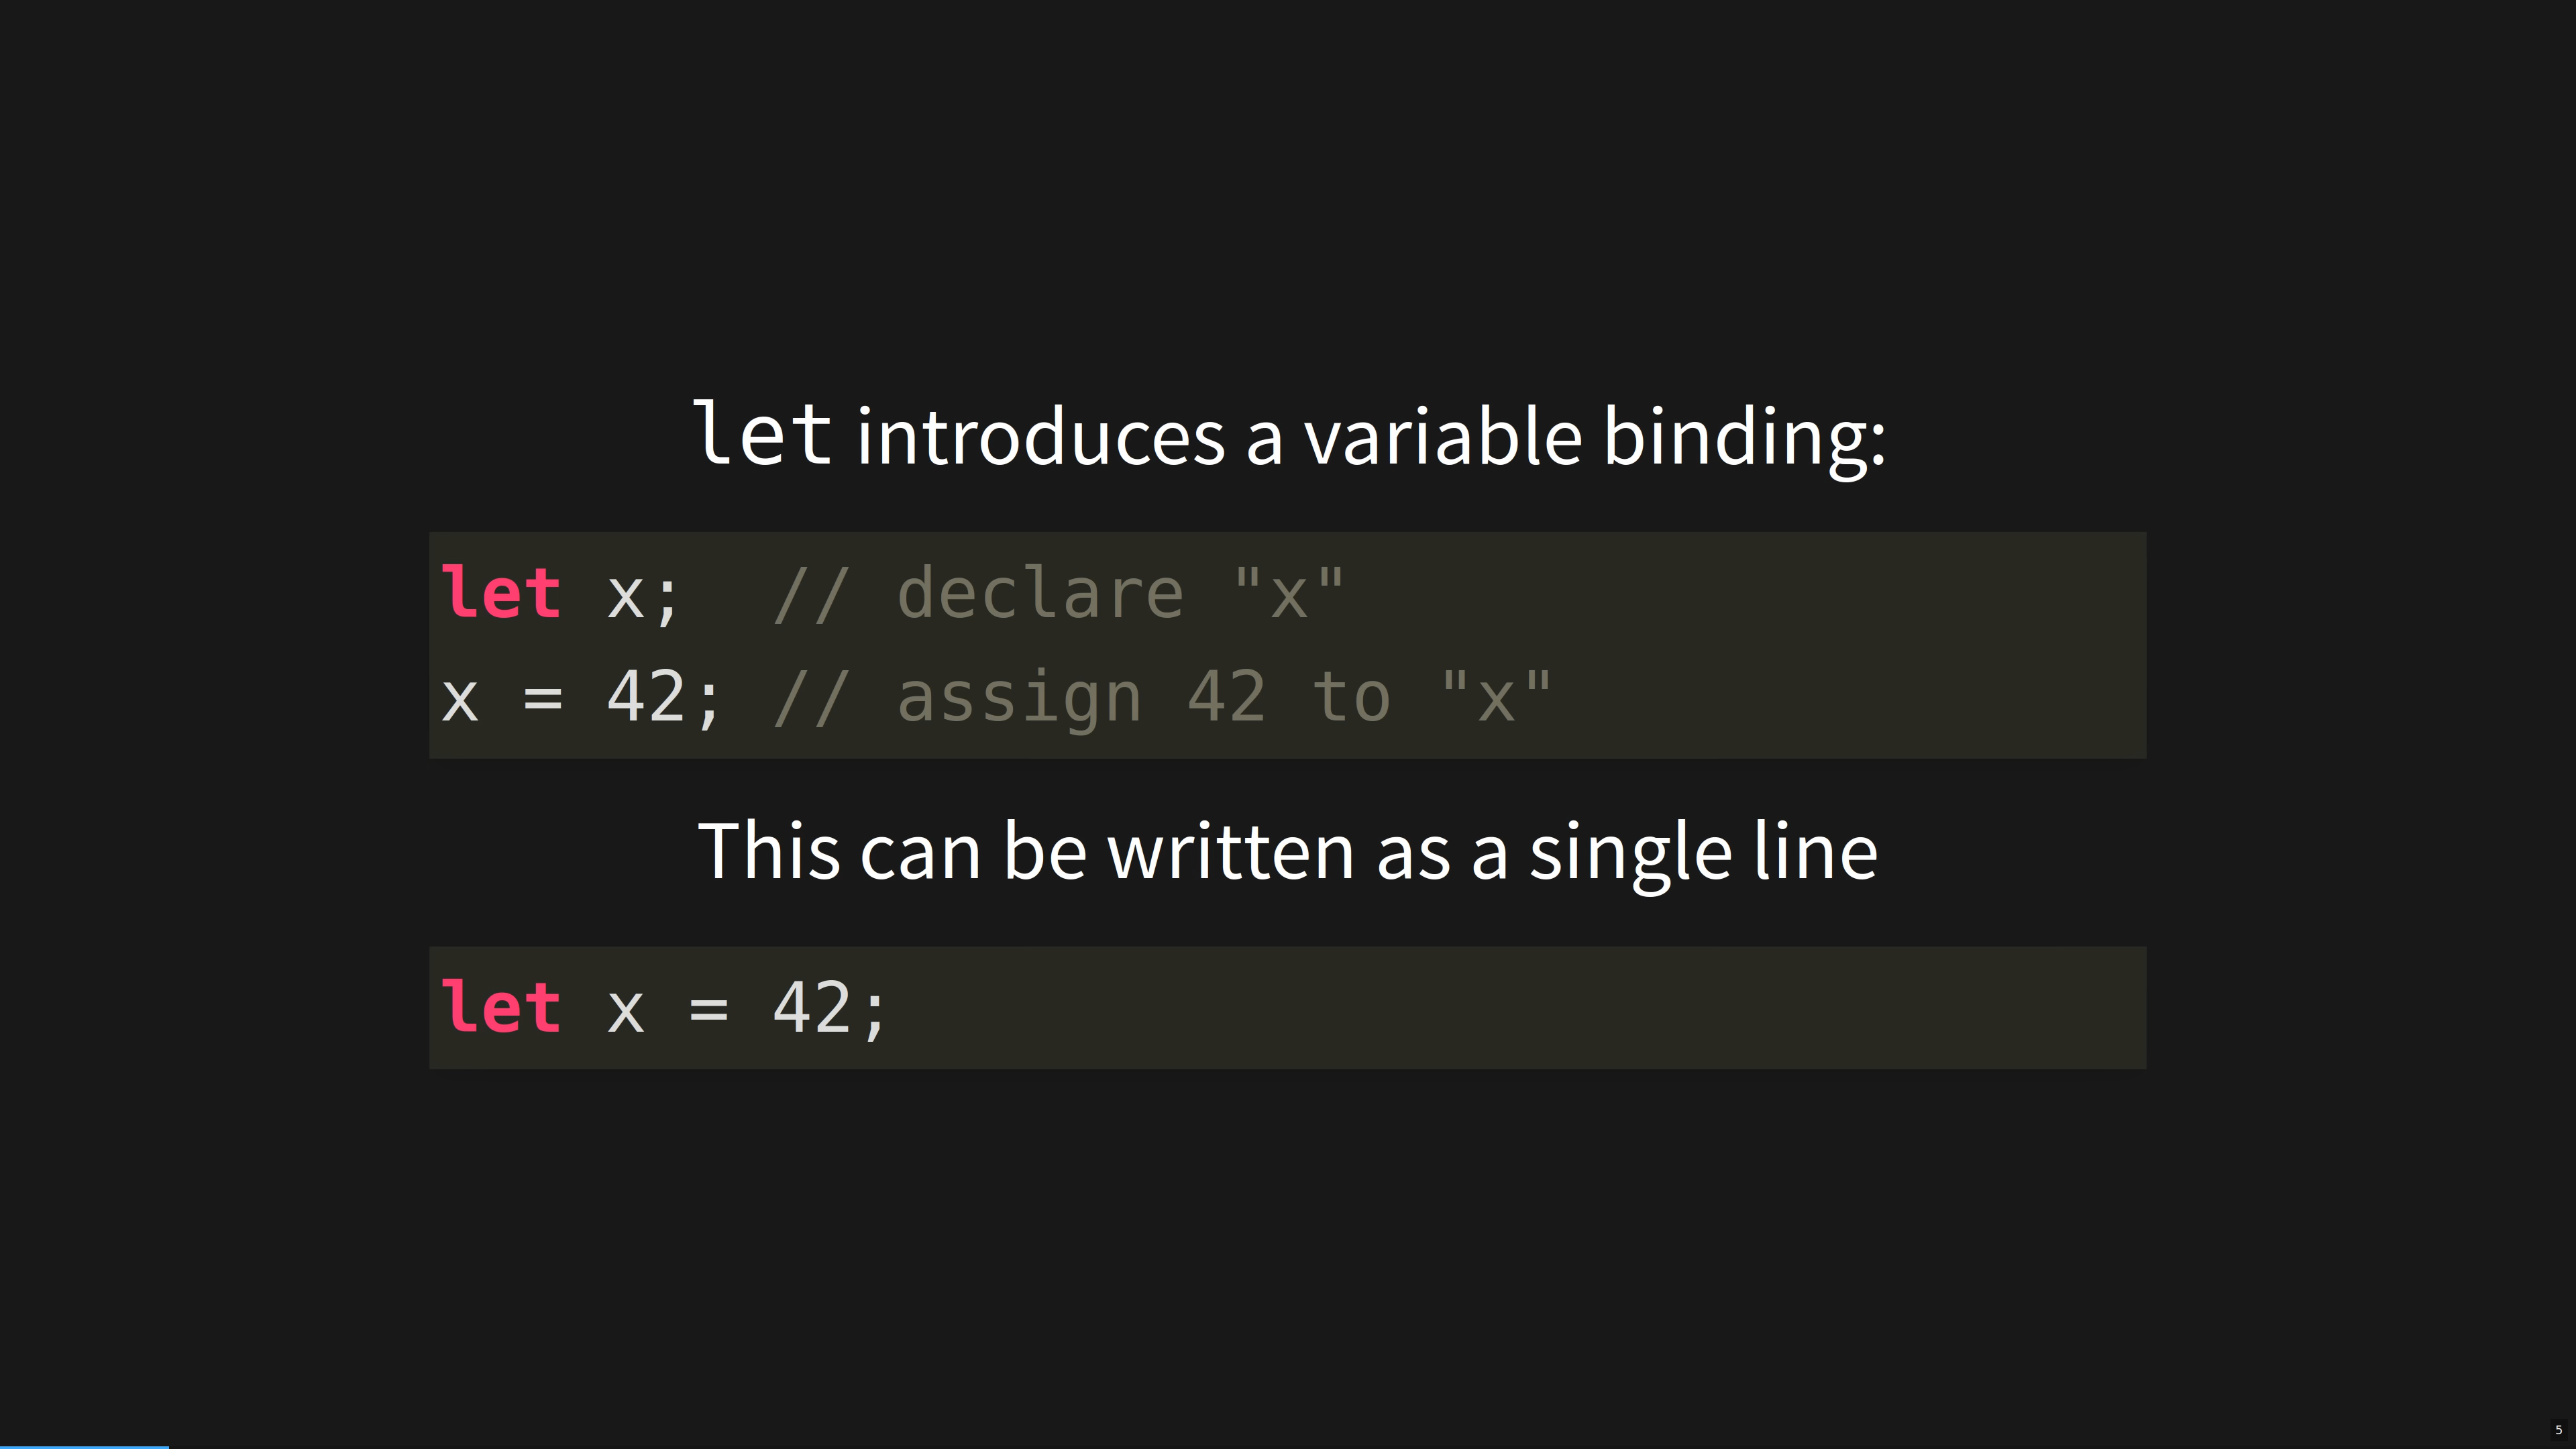 let introduces a variable binding:
let x;  // declare "x"
x = 42; // assign 42 to "x"
This can be written as a single line
let x = 42;
5